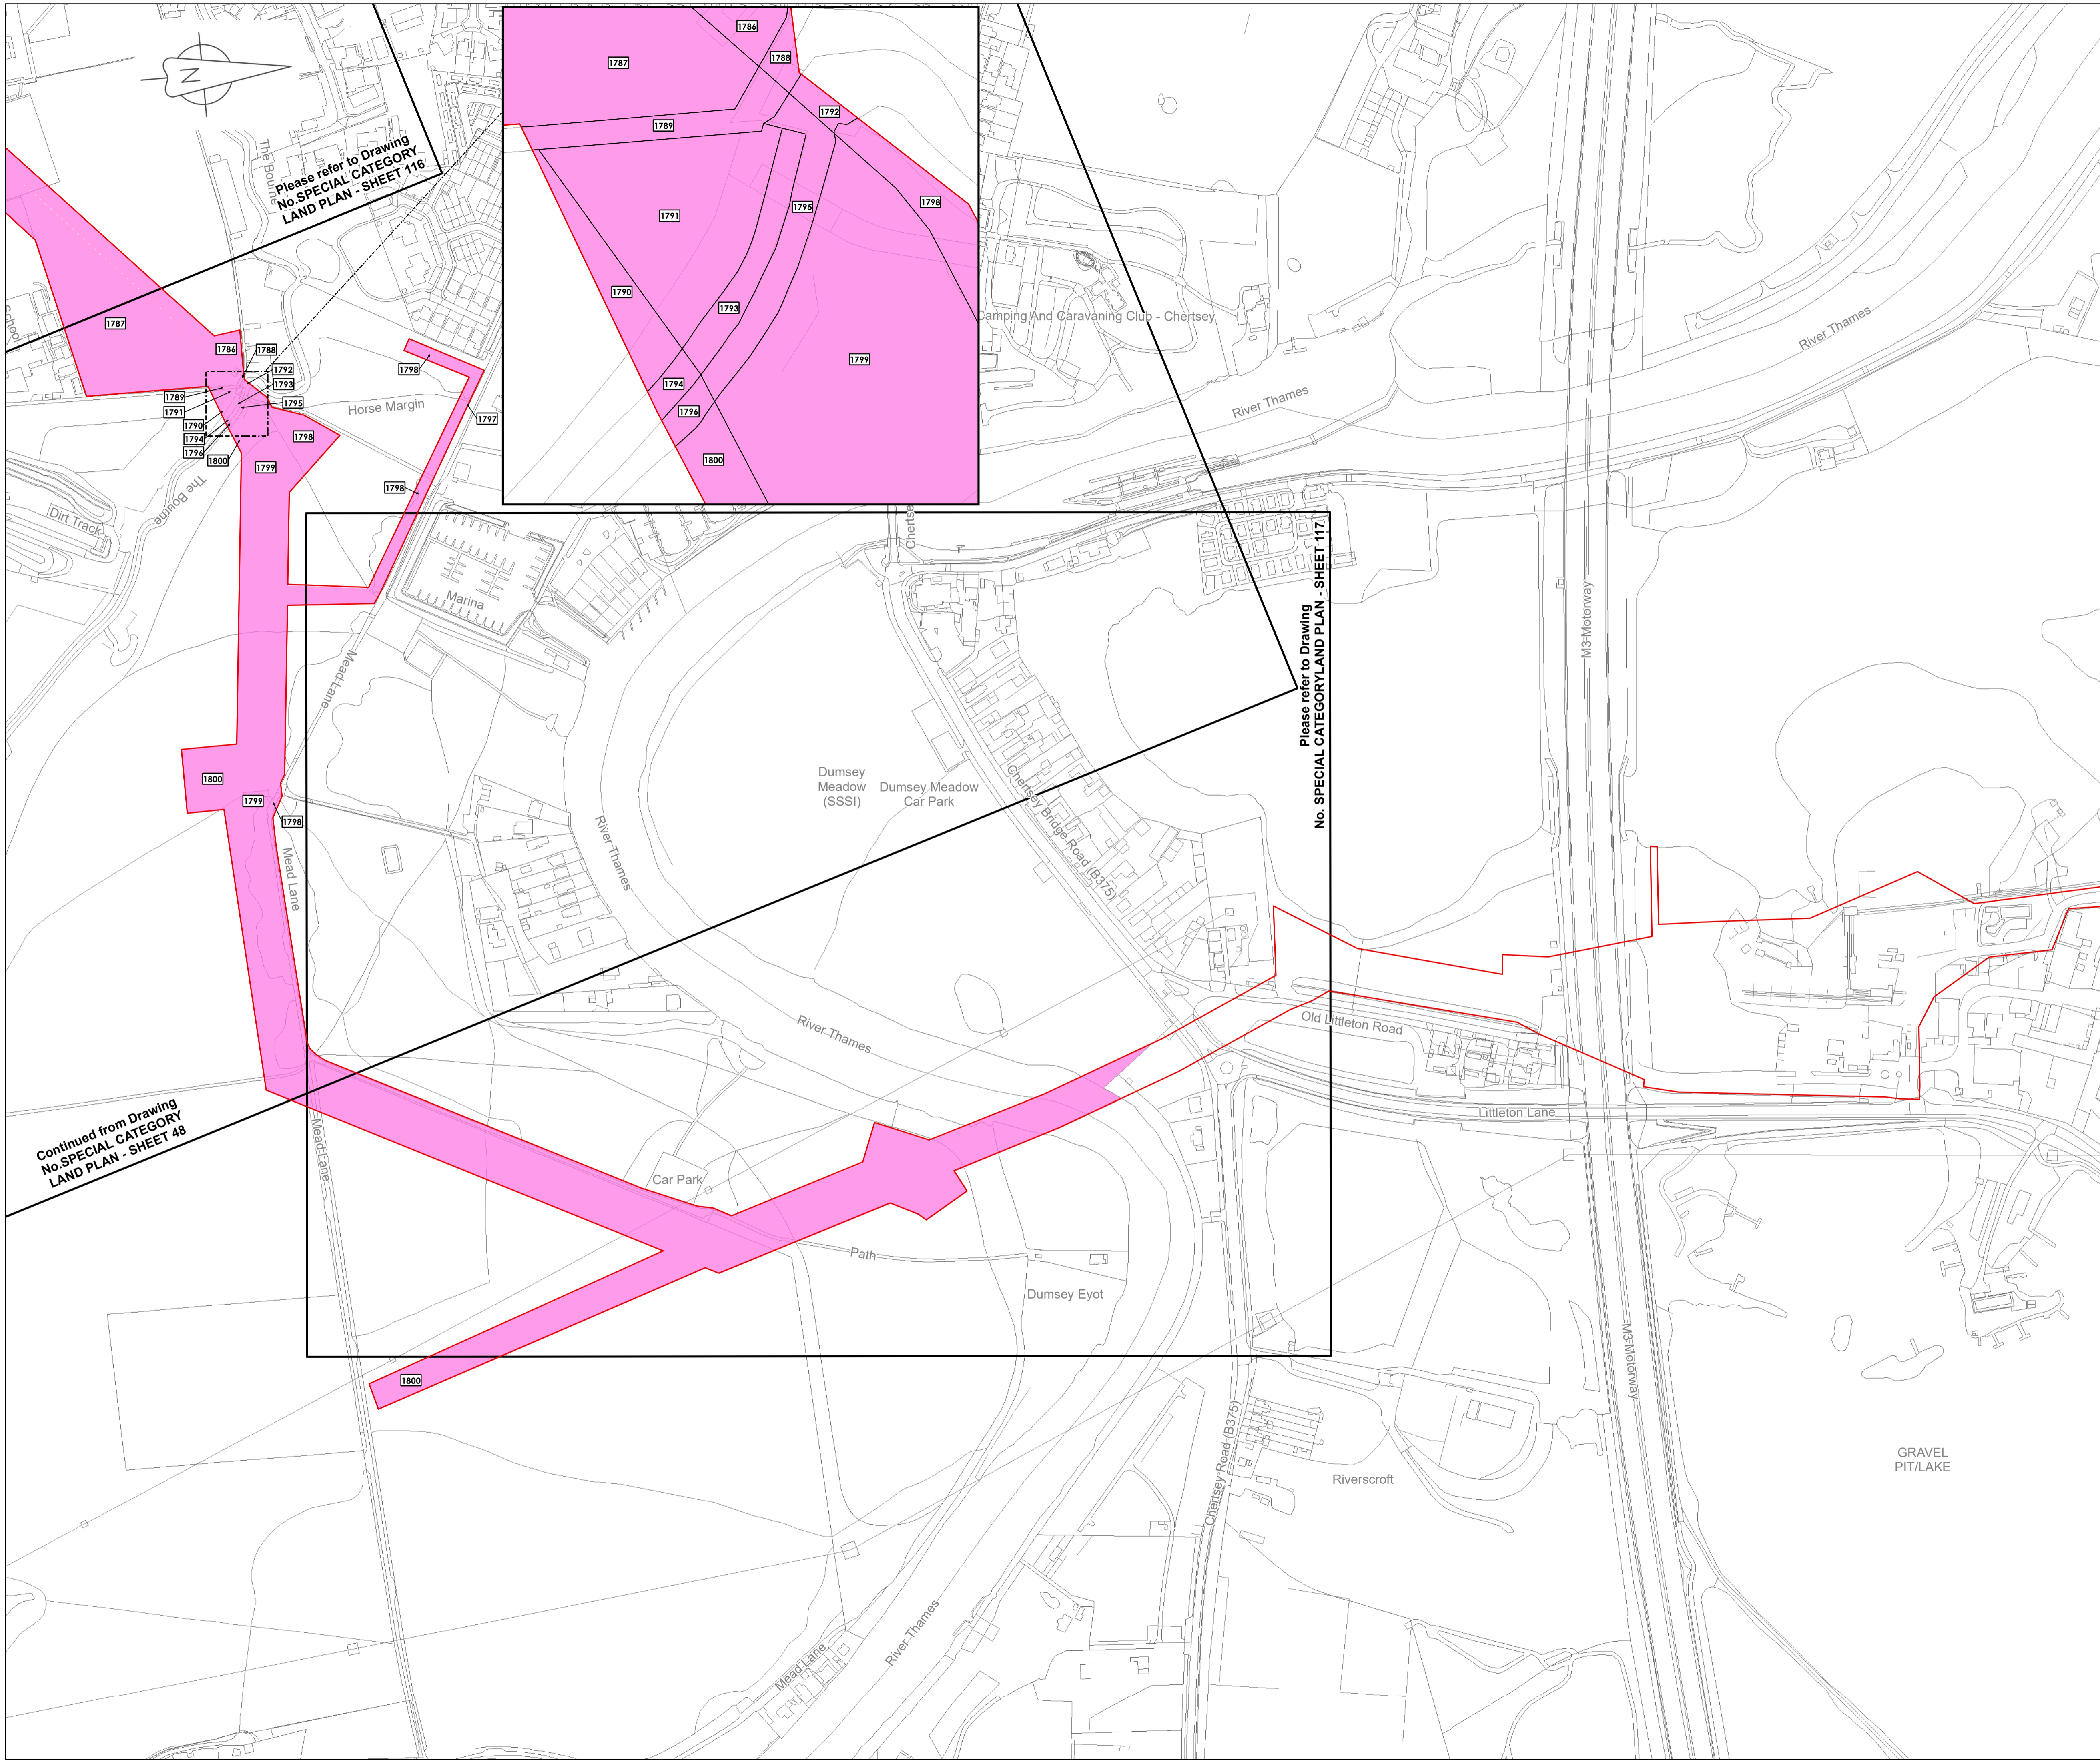 N
The Bourne
Please refer to Drawing
No.SPECIAL CATEGORY
LAND PLAN - SHEET 116
School
1787
1786
1788
1792
1793
1789
1795
1791
1790
1794
1796
1800
1798
1799
1798
1797
1798
Horse Margin
The Bourne
Dirt Track
1786
1787
1788
1792
1789
1798
1795
1791
1790
1793
1799
1794
1796
1800
Camping And Caravaning Club - Chertsey
River Thames
River Thames
Chertse
Marina
Mead Lane
M3 Motorway
Please refer to Drawing
No. SPECIAL CATEGORYLAND PLAN - SHEET 117
1800
1799
1798
Mead Lane
River Thames
Dumsey
Meadow
(SSSI)
Dumsey Meadow
Car Park
Chertsey Bridge Road (B375)
River Thames
Old Littleton Road
Littleton Lane
Continued from Drawing
No.SPECIAL CATEGORY
LAND PLAN - SHEET 48
Mead Lane
Car Park
Path
Dumsey Eyot
1800
M3 Motorway
Chertsey Road (B375)
Riverscroft
GRAVEL
PIT/LAKE
Mead Lane
River Thames